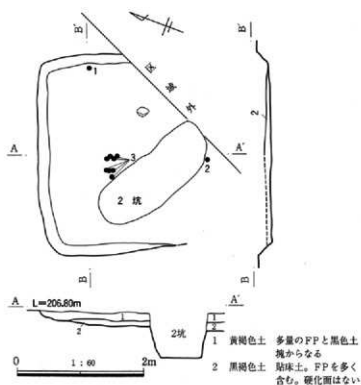 B′
1
区域外
2
3
A
A′
2
2 坑
B
B′
B
A
L=206.80m
A′
1
2
1
2
2坑
0
1:60
2m
1 黄褐色土 多量のFPと黒色土
塊からなる
2 黒褐色土 貼床土。FPを多く
含む。硬化面はない